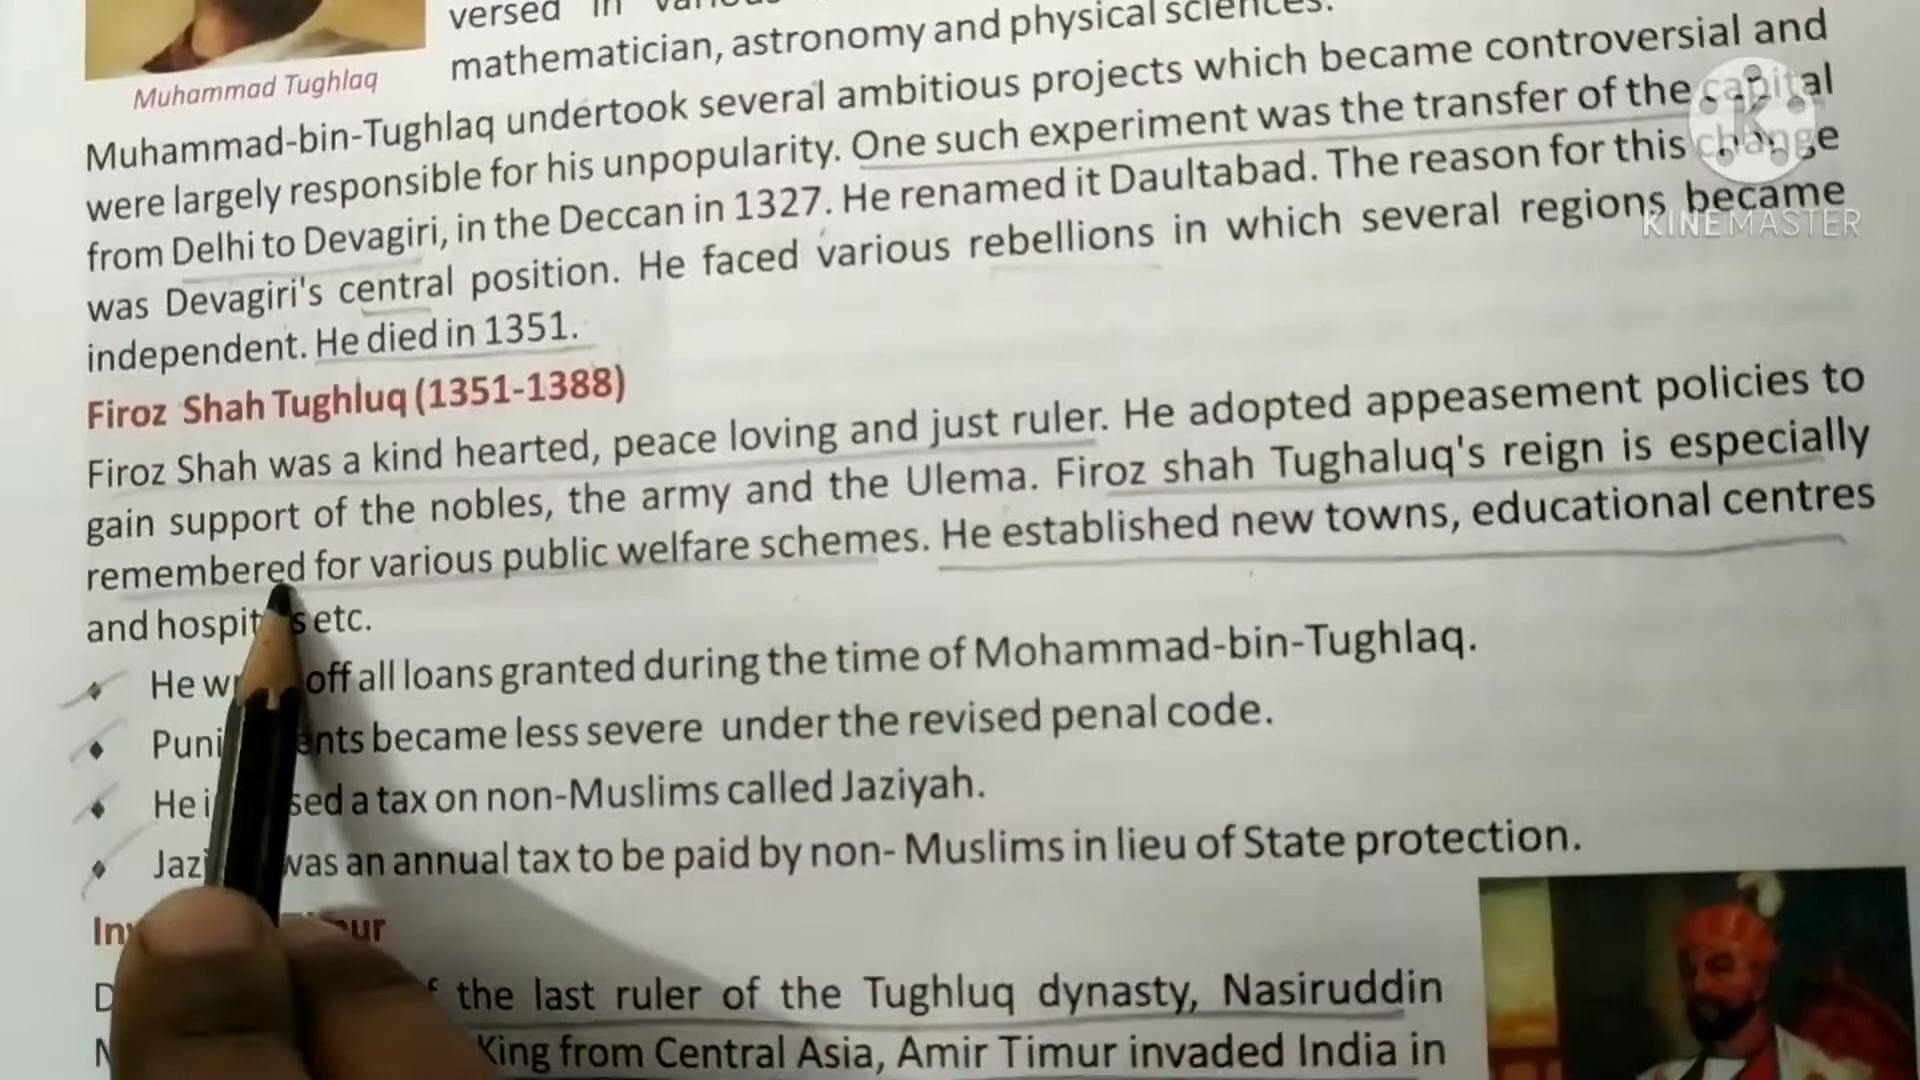 versed in
mathematician, astronomy and physical sciences.
Muhammad Tughlaq
Muhammad-bin-Tughlaq undertook several ambitious projects which became controversial and
were largely responsible for his unpopularity. One such experiment was the transfer of the capital
from Delhi to Devagiri, in the Deccan in 1327. He renamed it Daultabad. The reason for this change
was Devagiri's central position. He faced various rebellions in which several regions became
independent. He died in 1351.
KINEMASTER
Firoz Shah Tughluq (1351-1388)
Firoz Shah was a kind hearted, peace loving and just ruler. He adopted appeasement policies to
gain support of the nobles, the army and the Ulema. Firoz shah Tughaluq's reign is especially
remembered for various public welfare schemes. He established new towns, educational centres
and etc.
He off all loans granted during the time of Mohammad-bin-Tughlaq.
became less severe under the revised penal code.
He a tax on non-Muslims called Jaziyah.
was an annual tax to be paid by non- Muslims in lieu of State protection.
the last ruler of the Tughluq dynasty, Nasiruddin
King from Central Asia, Amir Timur invaded India in